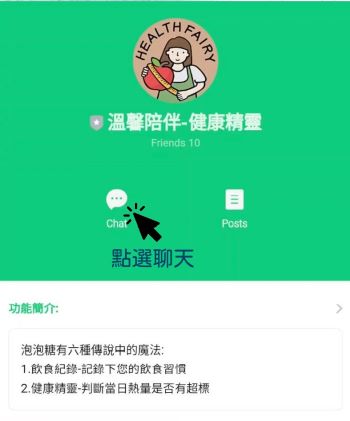 HEALTH FAIRY
溫馨陪伴-健康精靈
Friends 10
Chat
Posts
點選聊天
功能簡介:
泡泡糖有六種傳說中的魔法:
1.飲食紀錄-記錄下您的飲食習慣
2.健康精靈-判斷當日熱量是否有超標